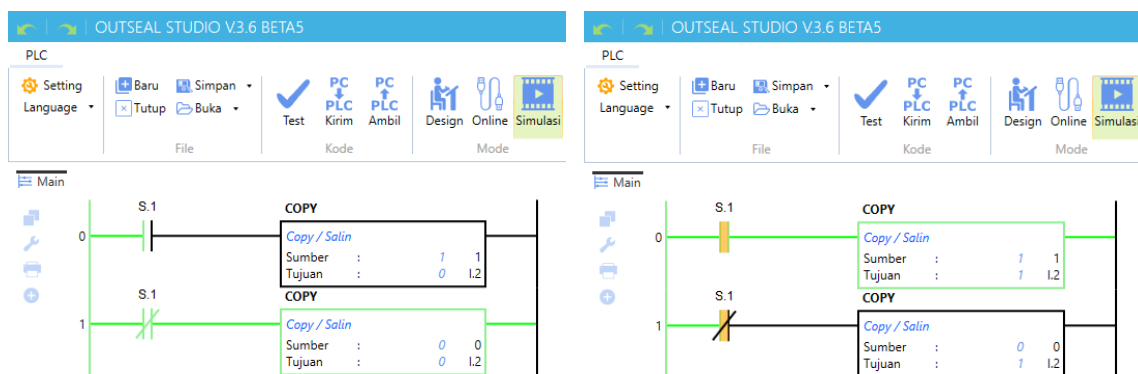 OUTSEAL STUDIO V.3.6 BETA5
PLC
Setting
Language
Baru
Simpan
Tutup
Buka
File
Test
PC PLC Kirim
PC PLC Ambil
Kode
Design
Online
Simulasi
Mode
Main
0
S.1
COPY
Copy / Salin
Sumber : 1 1
Tujuan : 0 I.2
1
S.1
COPY
Copy / Salin
Sumber : 0 0
Tujuan : 0 I.2
OUTSEAL STUDIO V.3.6 BETA5
PLC
Setting
Language
Baru
Simpan
Tutup
Buka
File
Test
PC PLC Kirim
PC PLC Ambil
Kode
Design
Online
Simulasi
Mode
Main
0
S.1
COPY
Copy / Salin
Sumber : 1 1
Tujuan : 1 I.2
1
S.1
COPY
Copy / Salin
Sumber : 0 0
Tujuan : 1 I.2